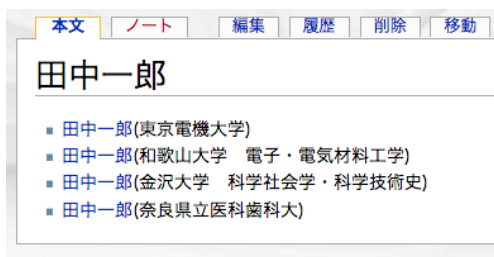 本文 ノート 編集 履歴 削除 移動
田中一郎
田中一郎(東京電機大学)
田中一郎(和歌山大学　電子・電気材料工学)
田中一郎(金沢大学　科学社会学・科学技術史)
田中一郎(奈良県立医科歯科大)